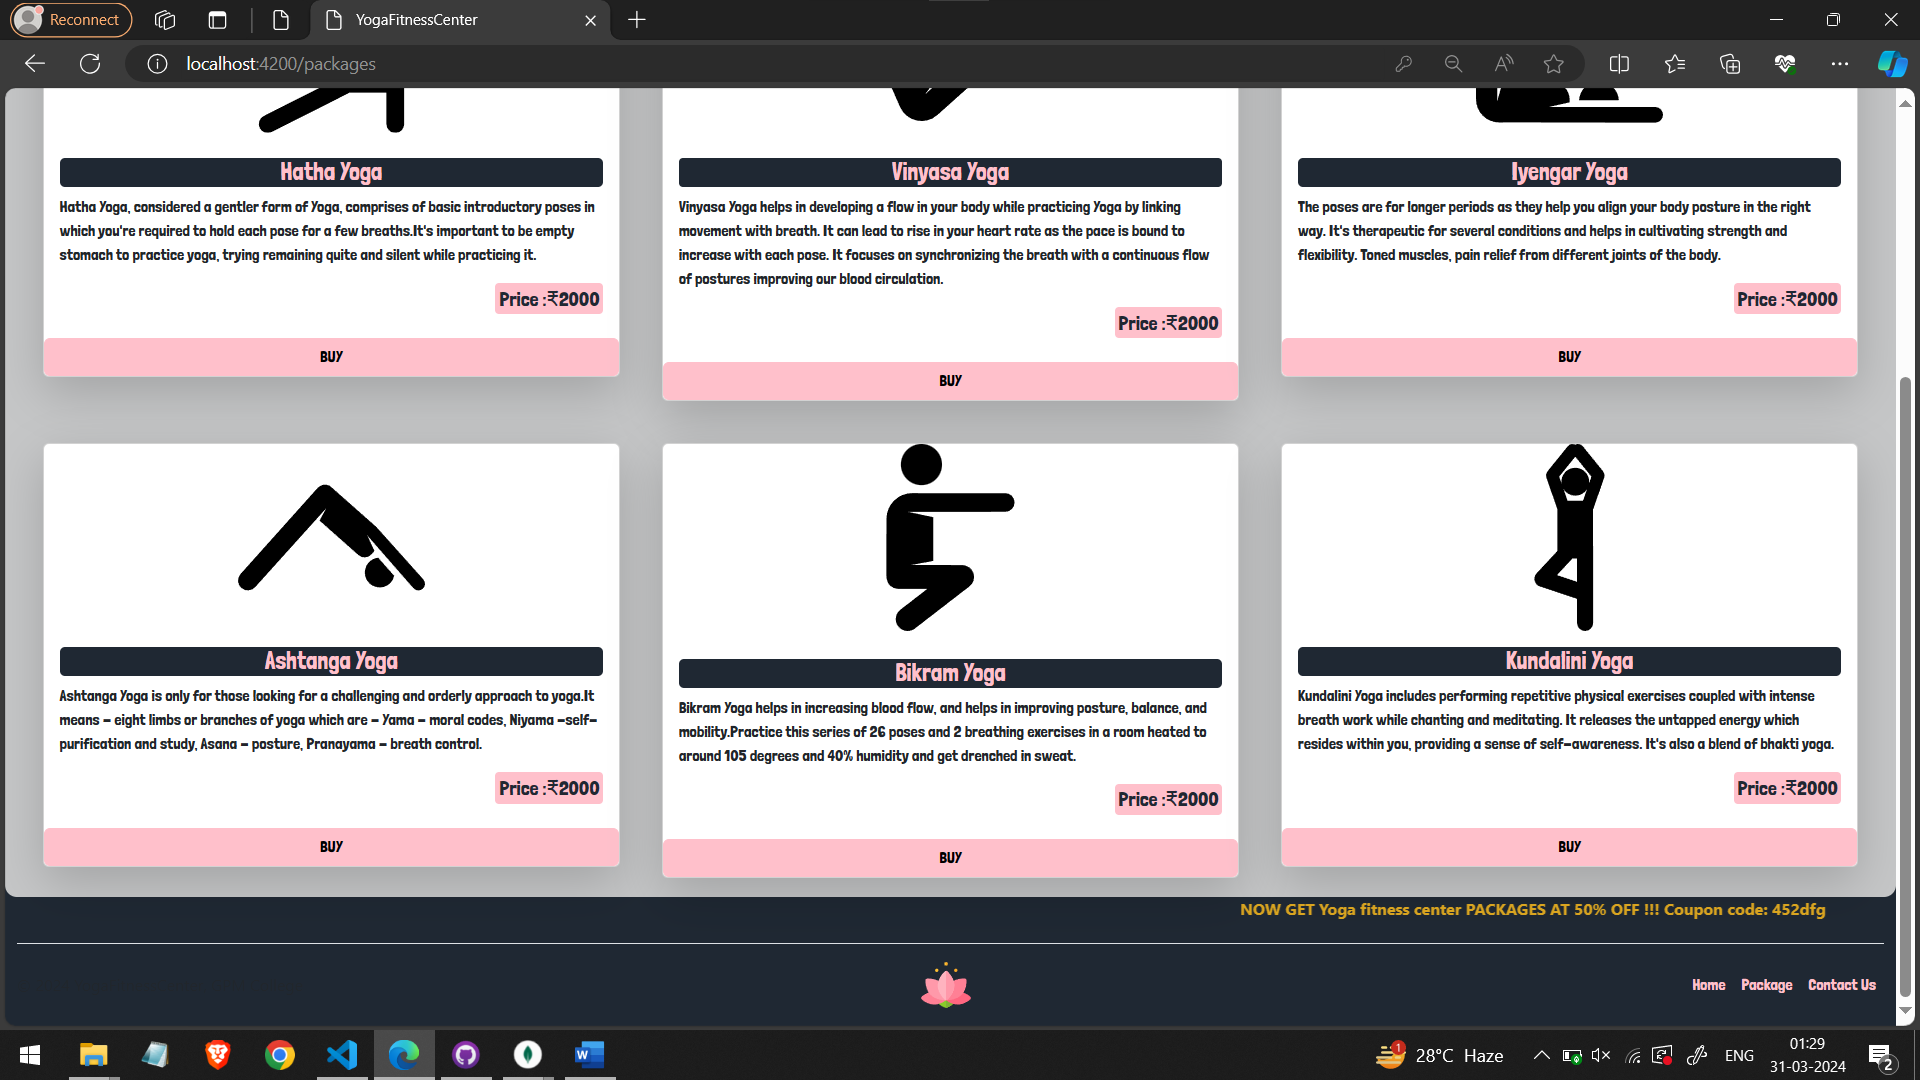 Reconnect
YogaFitnessCenter
localhost:4200/packages
Hatha Yoga
Hatha Yoga, considered a gentler form of Yoga, comprises of basic introductory poses in
which you're required to hold each pose for a few breaths.It's important to be empty
stomach to practice yoga, trying remaining quite and silent while practicing it.
Price :₹2000
BUY
Vinyasa Yoga
Vinyasa Yoga helps in developing a flow in your body while practicing Yoga by linking
movement with breath. It can lead to rise in your heart rate as the pace is bound to
increase with each pose. It focuses on synchronizing the breath with a continuous flow
of postures improving our blood circulation.
Price :₹2000
BUY
Iyengar Yoga
The poses are for longer periods as they help you align your body posture in the right
way. It's therapeutic for several conditions and helps in cultivating strength and
flexibility. Toned muscles, pain relief from different joints of the body.
Price :₹2000
BUY
Ashtanga Yoga
Ashtanga Yoga is only for those looking for a challenging and orderly approach to yoga.It
means - eight limbs or branches of yoga which are - Yama - moral codes, Niyama -self-
purification and study, Asana - posture, Pranayama - breath control.
Price :₹2000
BUY
Bikram Yoga
Bikram Yoga helps in increasing blood flow, and helps in improving posture, balance, and
mobility.Practice this series of 26 poses and 2 breathing exercises in a room heated to
around 105 degrees and 40% humidity and get drenched in sweat.
Price :₹2000
BUY
Kundalini Yoga
Kundalini Yoga includes performing repetitive physical exercises coupled with intense
breath work while chanting and meditating. It releases the untapped energy which
resides within you, providing a sense of self-awareness. It's also a blend of bhakti yoga.
Price :₹2000
BUY
NOW GET Yoga fitness center PACKAGES AT 50% OFF !!! Coupon code: 452dfg
Home Package Contact Us
1
28°C Haze
ENG
01:29
31-03-2024
2